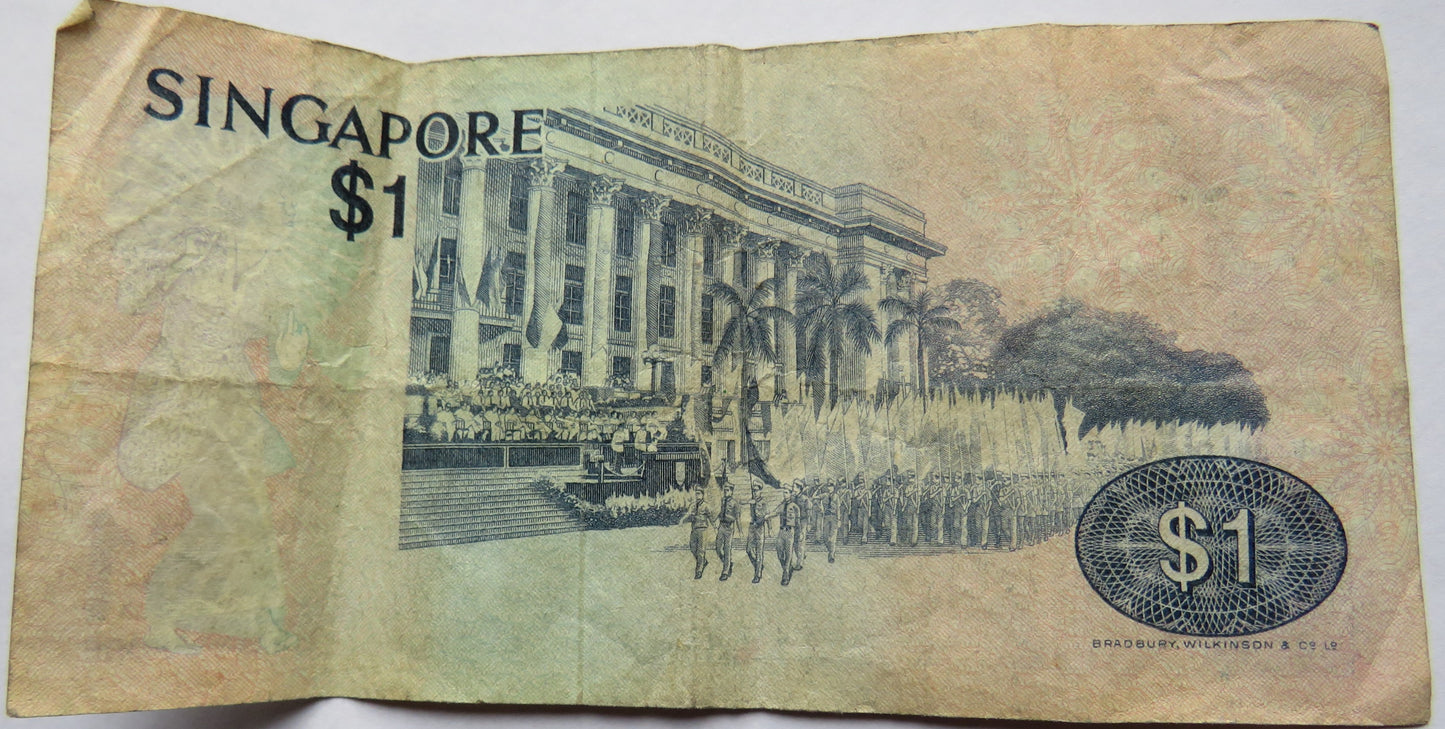 SINGAPORE
$1
$1
BRADBURY, WILKINSON & Co Ld